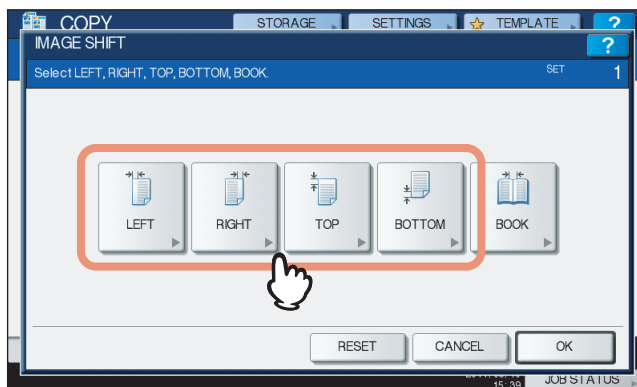 COPY STORAGE SETTINGS TEMPLATE ?
IMAGE SHIFT ?
Select LEFT, RIGHT, TOP, BOTTOM, BOOK. SET 1
LEFT RIGHT TOP BOTTOM BOOK
RESET CANCEL OK
15:39 JOB STATUS